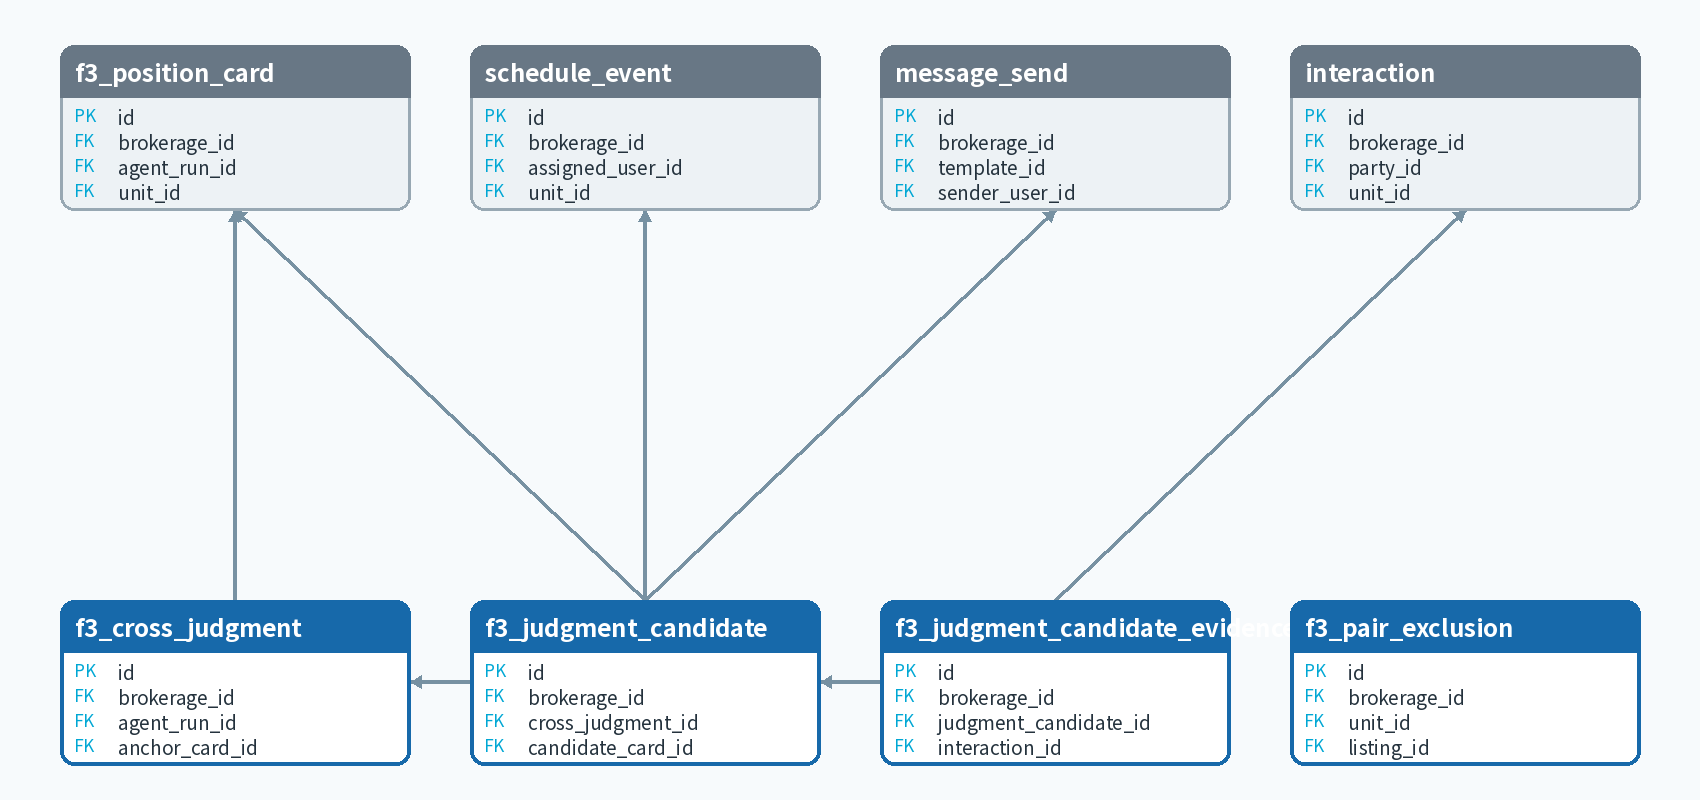 f3_position_card
PK id
FK brokerage_id
FK agent_run_id
FK unit_id
schedule_event
PK id
FK brokerage_id
FK assigned_user_id
FK unit_id
message_send
PK id
FK brokerage_id
FK template_id
FK sender_user_id
interaction
PK id
FK brokerage_id
FK party_id
FK unit_id
f3_cross_judgment
PK id
FK brokerage_id
FK agent_run_id
FK anchor_card_id
f3_judgment_candidate
PK id
FK brokerage_id
FK cross_judgment_id
FK candidate_card_id
f3_judgment_candidate_evidence
PK id
FK brokerage_id
FK judgment_candidate_id
FK interaction_id
f3_pair_exclusion
PK id
FK brokerage_id
FK unit_id
FK listing_id